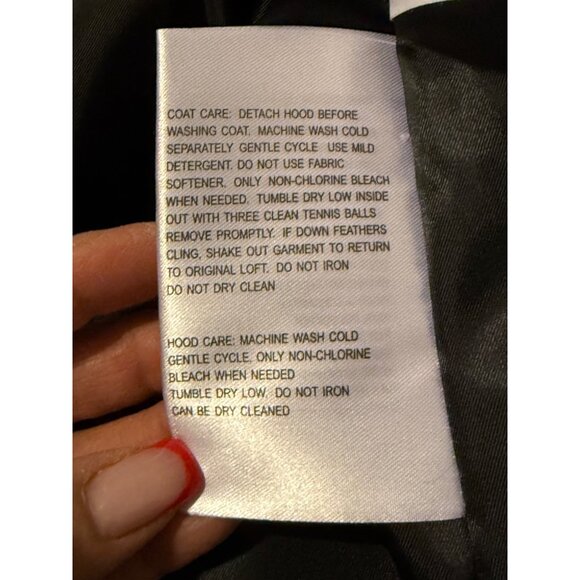 COAT CARE: DETACH HOOD BEFORE
WASHING COAT. MACHINE WASH COLD
SEPARATELY GENTLE CYCLE USE MILD
DETERGENT. DO NOT USE FABRIC
SOFTENER. ONLY NON-CHLORINE BLEACH
WHEN NEEDED. TUMBLE DRY LOW INSIDE
OUT WITH THREE CLEAN TENNIS BALLS
REMOVE PROMPTLY. IF DOWN FEATHERS
CLING, SHAKE OUT GARMENT TO RETURN
TO ORIGINAL LOFT. DO NOT IRON
DO NOT DRY CLEAN
HOOD CARE: MACHINE WASH COLD
GENTLE CYCLE, ONLY NON-CHLORINE
BLEACH WHEN NEEDED
TUMBLE DRY LOW, DO NOT IRON
CAN BE DRY CLEANED